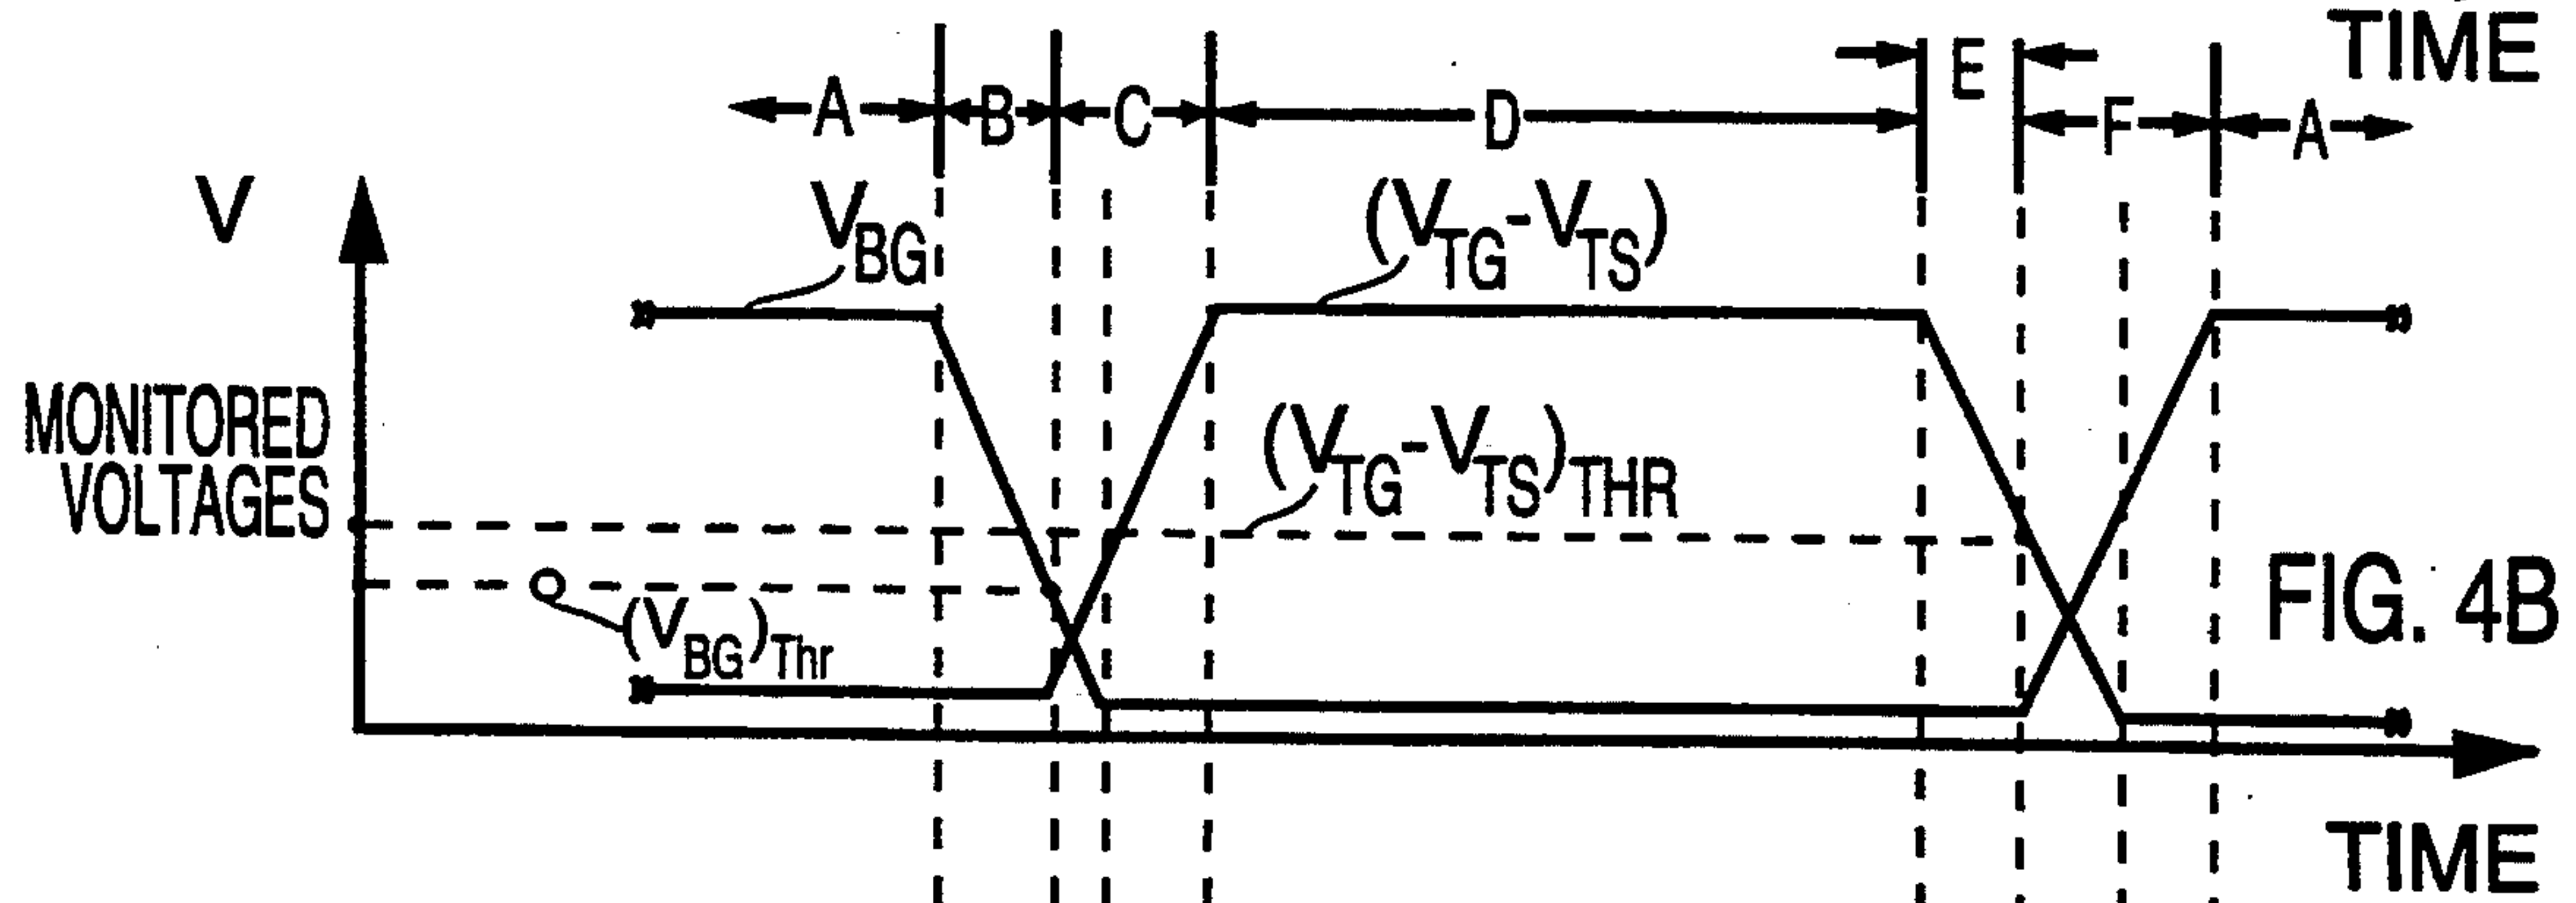 TIME
A B C D E F A
V
V_BG
(V_TG-V_TS)
MONITORED
VOLTAGES
(V_TG-V_TS)_THR
(V_BG)_Thr
FIG. 4B
TIME